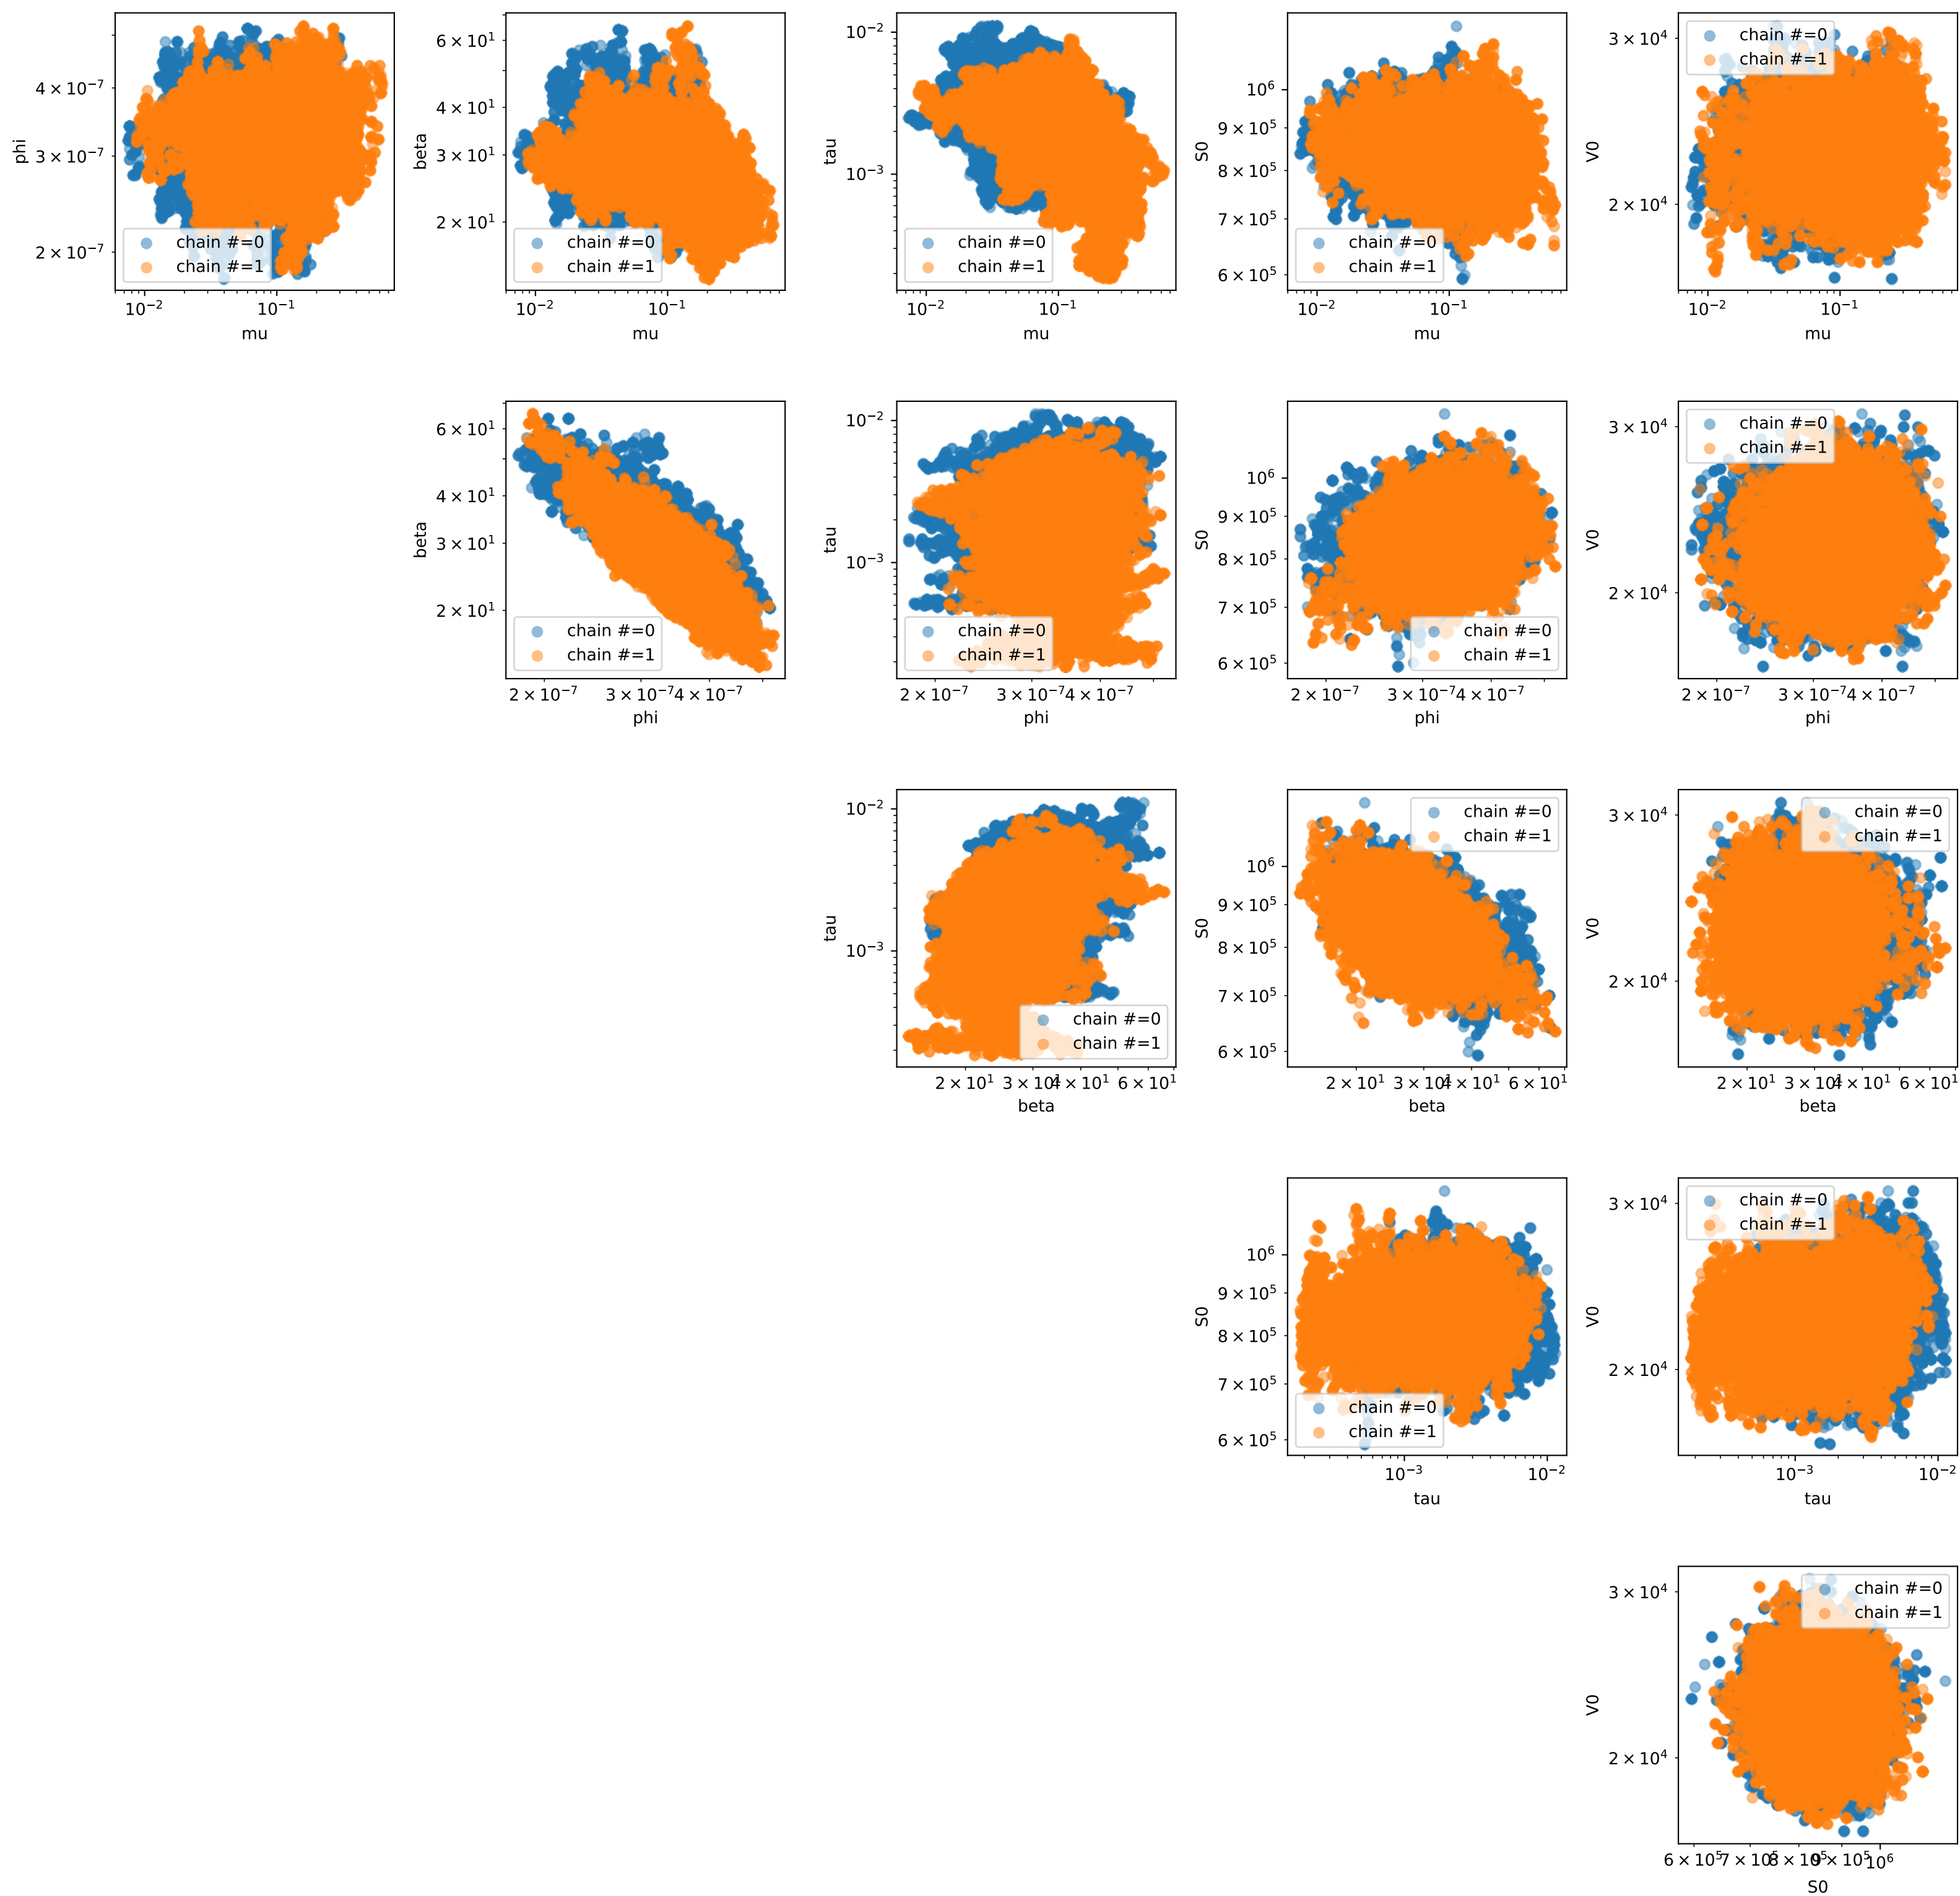 phi
4 × 10⁻⁷
3 × 10⁻⁷
2 × 10⁻⁷
chain #=0
chain #=1
10⁻² 10⁻¹
mu
beta
6 × 10¹
4 × 10¹
3 × 10¹
2 × 10¹
chain #=0
chain #=1
10⁻² 10⁻¹
mu
tau
10⁻²
10⁻³
chain #=0
chain #=1
10⁻² 10⁻¹
mu
S0
10⁶
9 × 10⁵
8 × 10⁵
7 × 10⁵
6 × 10⁵
chain #=0
chain #=1
10⁻² 10⁻¹
mu
V0
3 × 10⁴
2 × 10⁴
chain #=0
chain #=1
10⁻² 10⁻¹
mu
beta
6 × 10¹
4 × 10¹
3 × 10¹
2 × 10¹
chain #=0
chain #=1
2 × 10⁻⁷ 3 × 10⁻⁷ 4 × 10⁻⁷
phi
tau
10⁻²
10⁻³
chain #=0
chain #=1
2 × 10⁻⁷ 3 × 10⁻⁷ 4 × 10⁻⁷
phi
S0
10⁶
9 × 10⁵
8 × 10⁵
7 × 10⁵
6 × 10⁵
chain #=0
chain #=1
2 × 10⁻⁷ 3 × 10⁻⁷ 4 × 10⁻⁷
phi
V0
3 × 10⁴
2 × 10⁴
chain #=0
chain #=1
2 × 10⁻⁷ 3 × 10⁻⁷ 4 × 10⁻⁷
phi
tau
10⁻²
10⁻³
chain #=0
chain #=1
2 × 10¹ 3 × 10¹ 4 × 10¹ 6 × 10¹
beta
S0
10⁶
9 × 10⁵
8 × 10⁵
7 × 10⁵
6 × 10⁵
chain #=0
chain #=1
2 × 10¹ 3 × 10¹ 4 × 10¹ 6 × 10¹
beta
V0
3 × 10⁴
2 × 10⁴
chain #=0
chain #=1
2 × 10¹ 3 × 10¹ 4 × 10¹ 6 × 10¹
beta
S0
10⁶
9 × 10⁵
8 × 10⁵
7 × 10⁵
6 × 10⁵
chain #=0
chain #=1
10⁻³ 10⁻²
tau
V0
3 × 10⁴
2 × 10⁴
chain #=0
chain #=1
10⁻³ 10⁻²
tau
V0
3 × 10⁴
2 × 10⁴
chain #=0
chain #=1
6 × 10⁵ 7 × 10⁵ 8 × 10⁵ 9 × 10⁵ 10⁶
S0